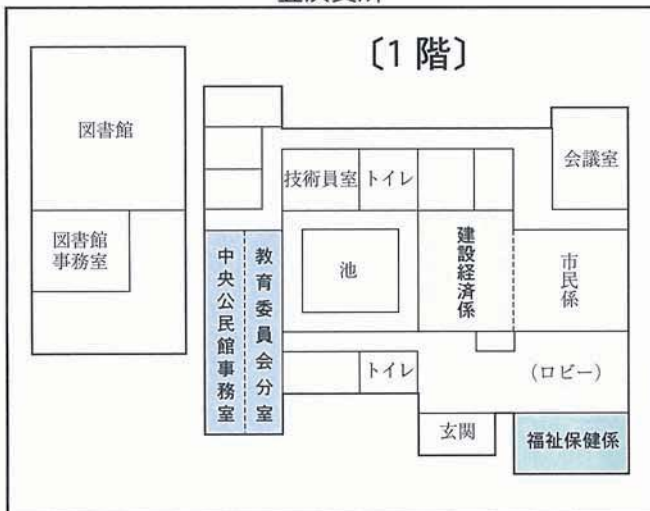 〔1 階〕
図書館
会議室
技術員室
トイレ
図書館
事務室
中央公民館事務室
教育委員会分室
池
建設経済係
市民係
トイレ
(ロビー)
玄関
福祉保健係